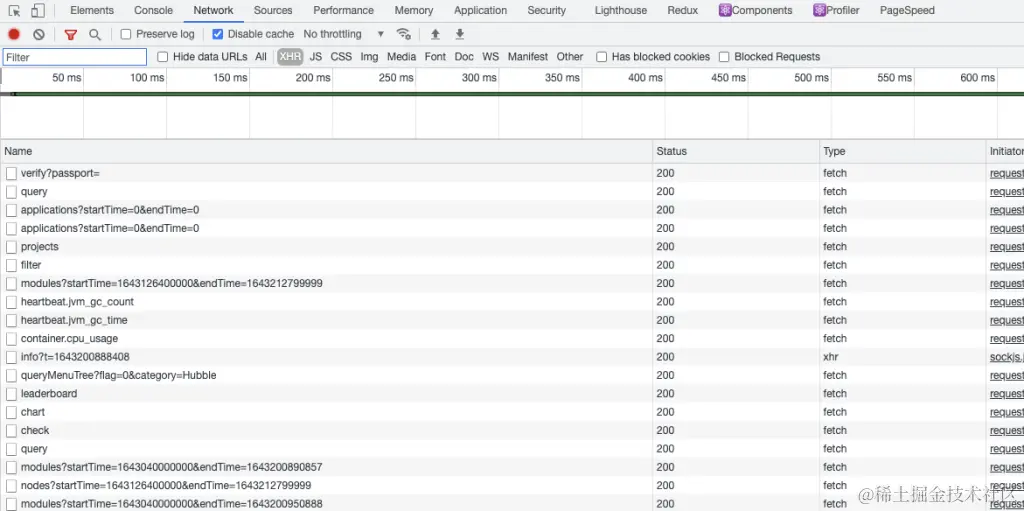 Elements Console Network Sources Performance Memory Application Security Lighthouse Redux Components Profiler PageSpeed
Preserve log Disable cache No throttling
Filter Hide data URLs All XHR JS CSS Img Media Font Doc WS Manifest Other Has blocked cookies Blocked Requests
50 ms 100 ms 150 ms 200 ms 250 ms 300 ms 350 ms 400 ms 450 ms 500 ms 550 ms 600 ms
Name Status Type Initiator
verify?passport= 200 fetch request
query 200 fetch request
applications?startTime=0&endTime=0 200 fetch request
applications?startTime=0&endTime=0 200 fetch request
projects 200 fetch request
filter 200 fetch request
modules?startTime=1643126400000&endTime=1643212799999 200 fetch request
heartbeat.jvm_gc_count 200 fetch request
heartbeat.jvm_gc_time 200 fetch request
container.cpu_usage 200 fetch request
info?t=1643200888408 200 xhr sockjs.j
queryMenuTree?flag=0&category=Hubble 200 fetch request
leaderboard 200 fetch request
chart 200 fetch request
check 200 fetch request
query 200 fetch request
modules?startTime=1643040000000&endTime=1643200890857 200 fetch request
nodes?startTime=1643126400000&endTime=1643212799999 200 fetch request
modules?startTime=1643040000000&endTime=1643200950888 200 fetch request
@稀土掘金技术社区